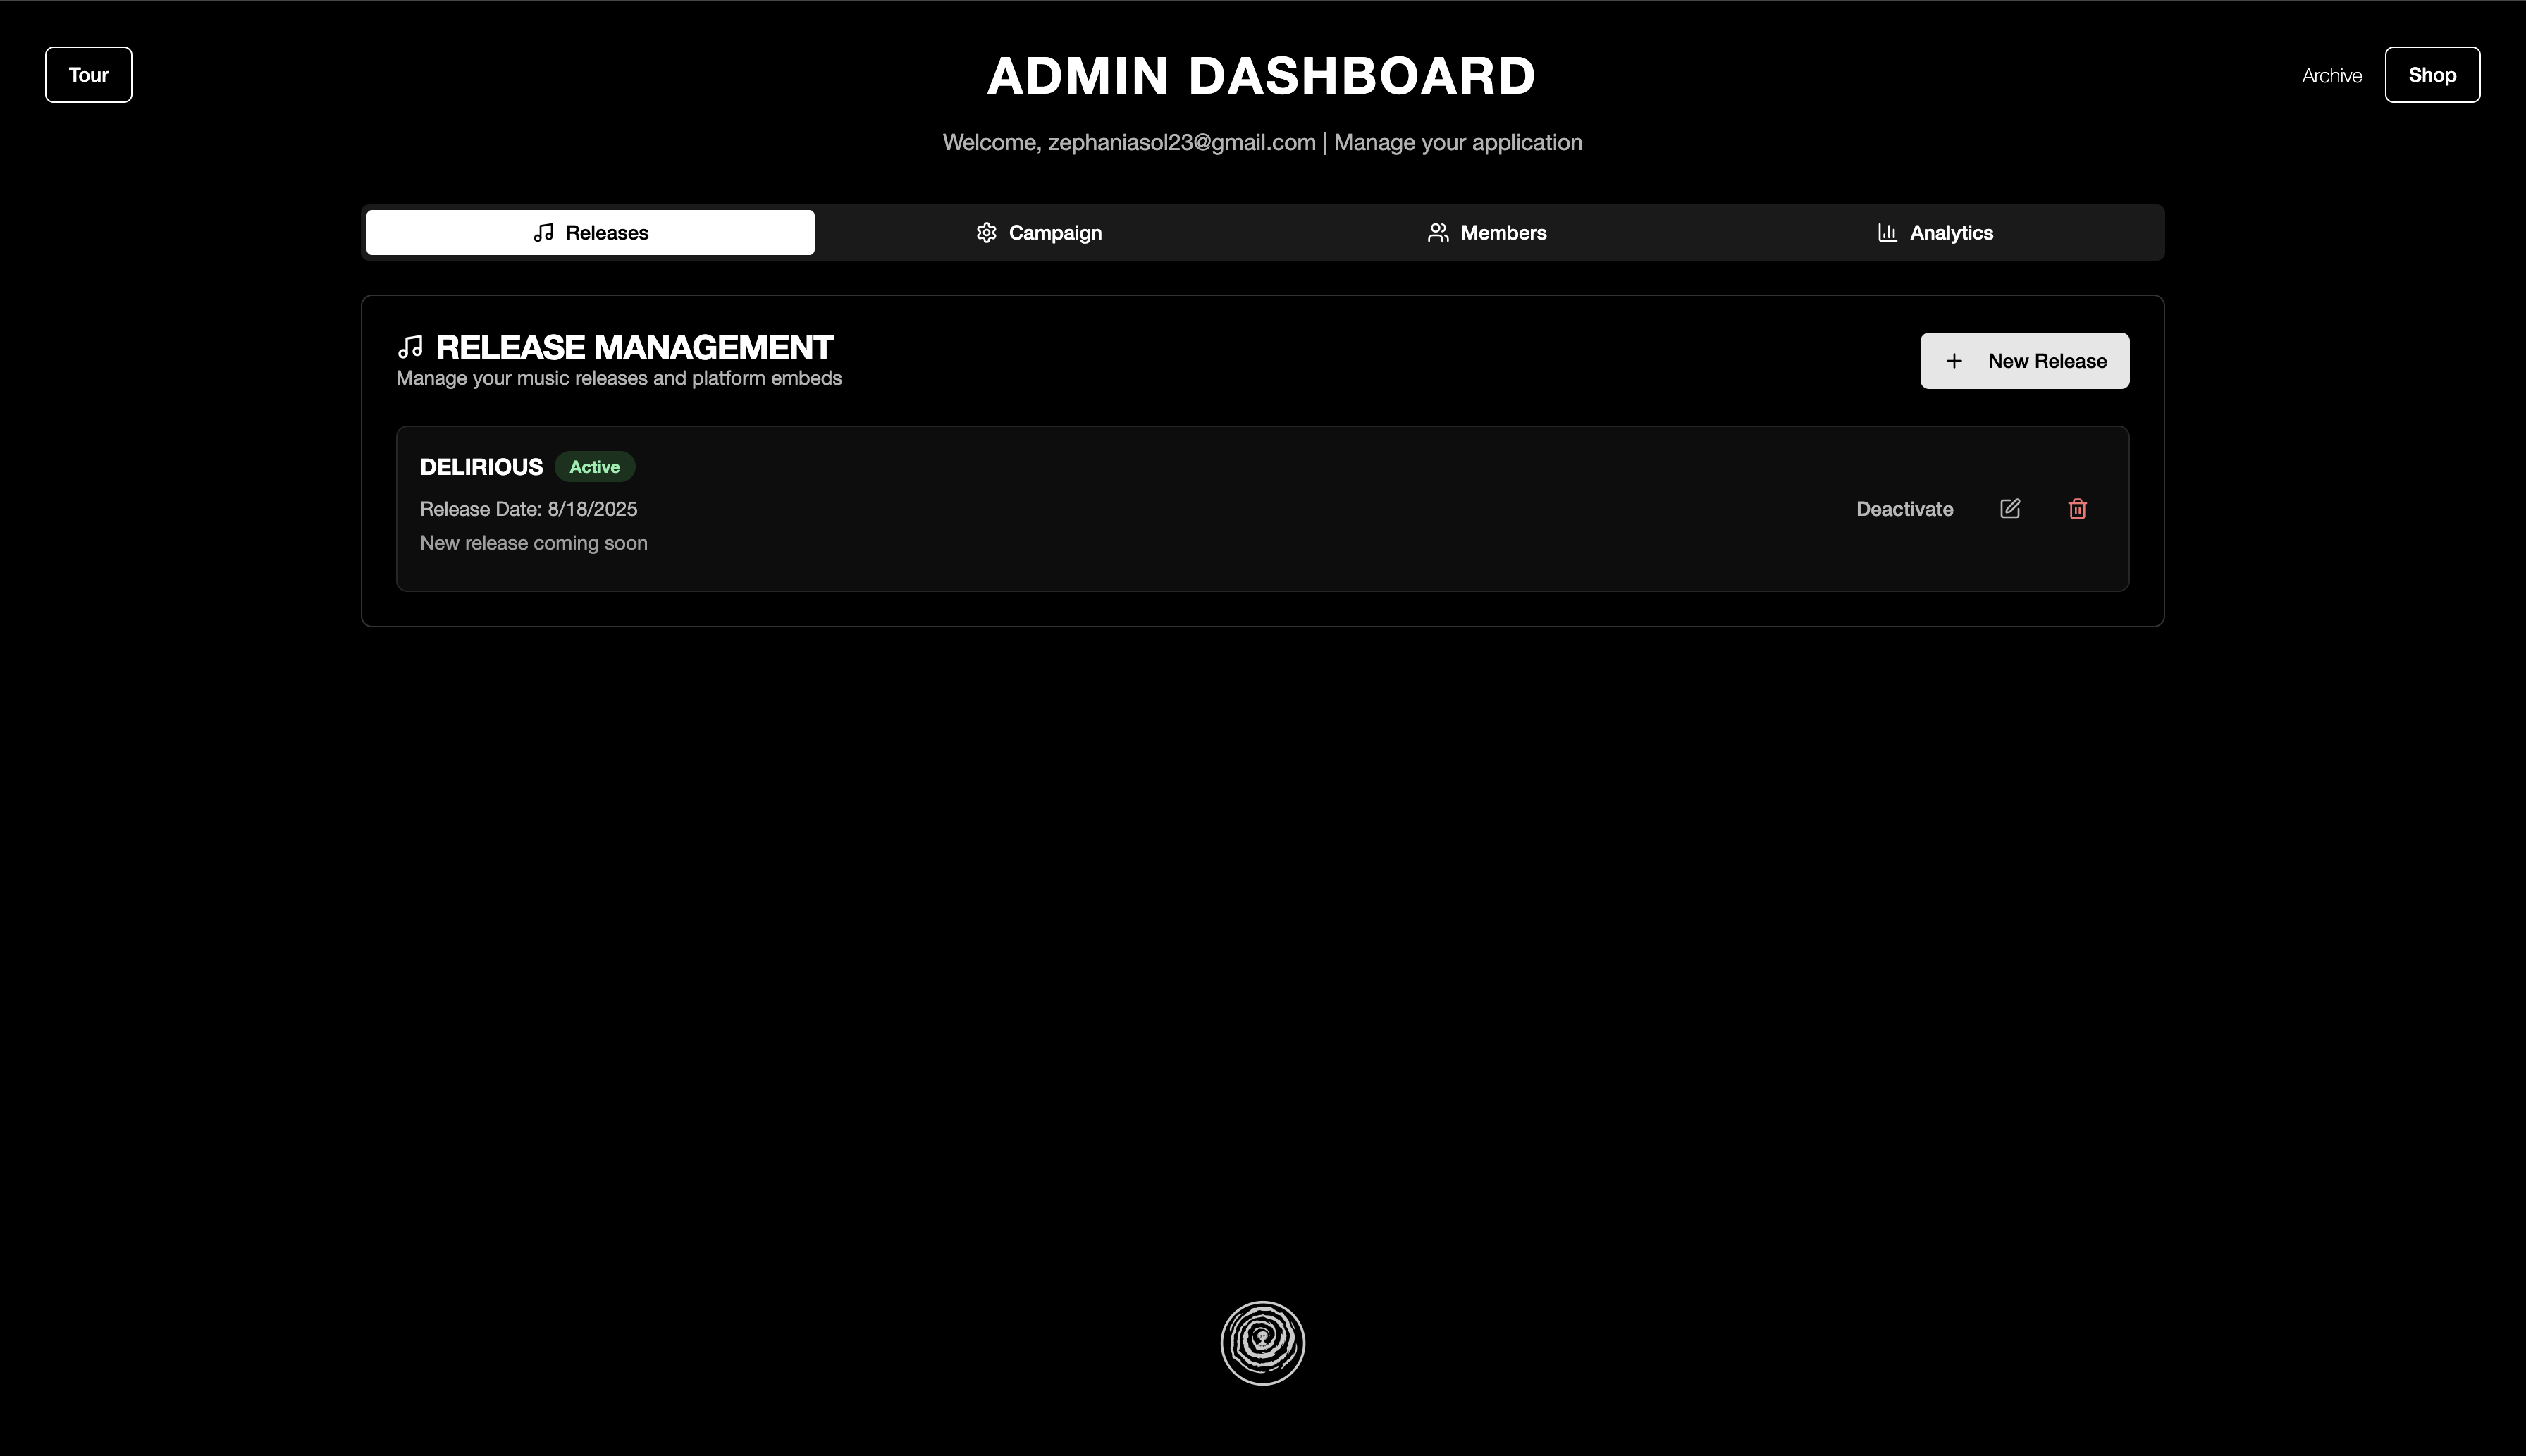 Tour
ADMIN DASHBOARD
Archive
Shop
Welcome, zephaniasol23@gmail.com | Manage your application
Releases
Campaign
Members
Analytics
RELEASE MANAGEMENT
Manage your music releases and platform embeds
New Release
DELIRIOUS
Active
Release Date: 8/18/2025
New release coming soon
Deactivate